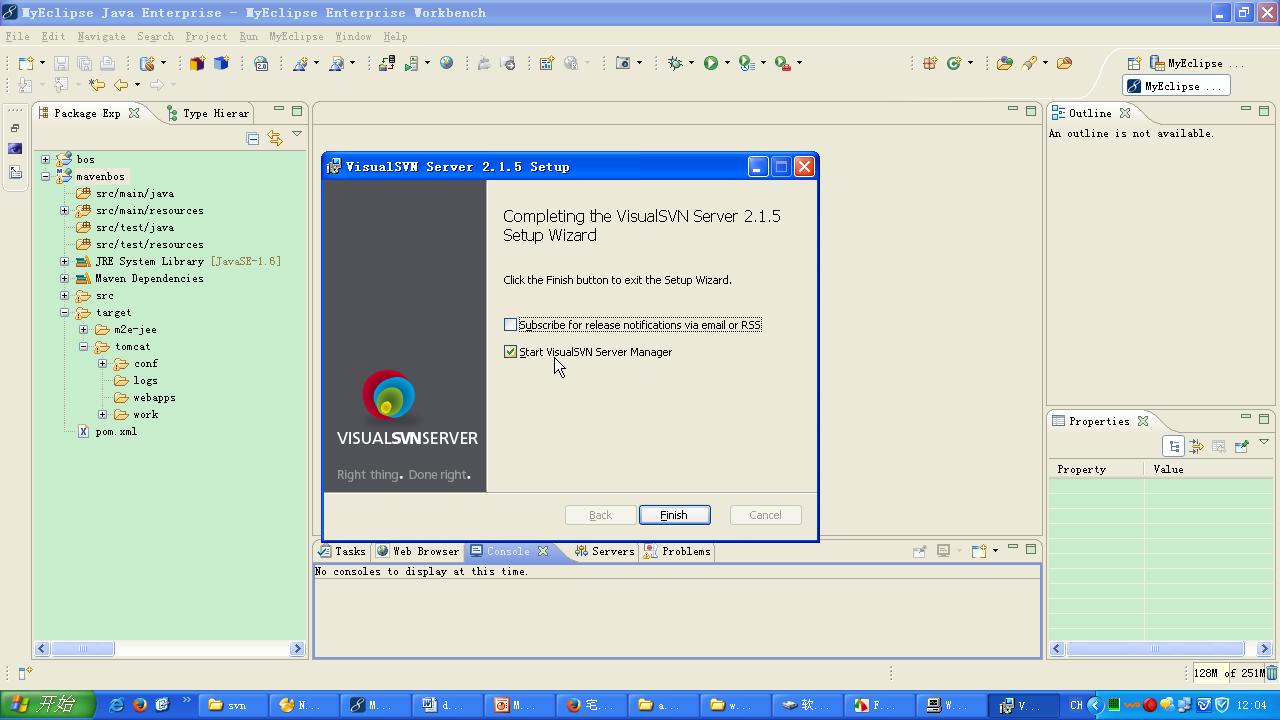 MyEclipse Java Enterprise - MyEclipse Enterprise Workbench
File Edit Navigate Search Project Run MyEclipse Window Help
MyEclipse ...
MyEclipse ...
Package Exp
Type Hierar
bos
mavenbos
src/main/java
src/main/resources
src/test/java
src/test/resources
JRE System Library [JavaSE-1.6]
Maven Dependencies
src
target
m2e-jee
tomcat
conf
logs
webapps
work
pom.xml
VisualSVN Server 2.1.5 Setup
Completing the VisualSVN Server 2.1.5
Setup Wizard
Click the Finish button to exit the Setup Wizard.
Subscribe for release notifications via email or RSS
Start VisualSVN Server Manager
VISUALSVNSERVER
Right thing. Done right.
Back Finish Cancel
Outline
An outline is not available.
Properties
Property Value
Tasks Web Browser Console Servers Problems
No consoles to display at this time.
128M of 251M
开始 » svn N... M... d... M... 宅... a... w... 软... F... W... V... CH 12:04